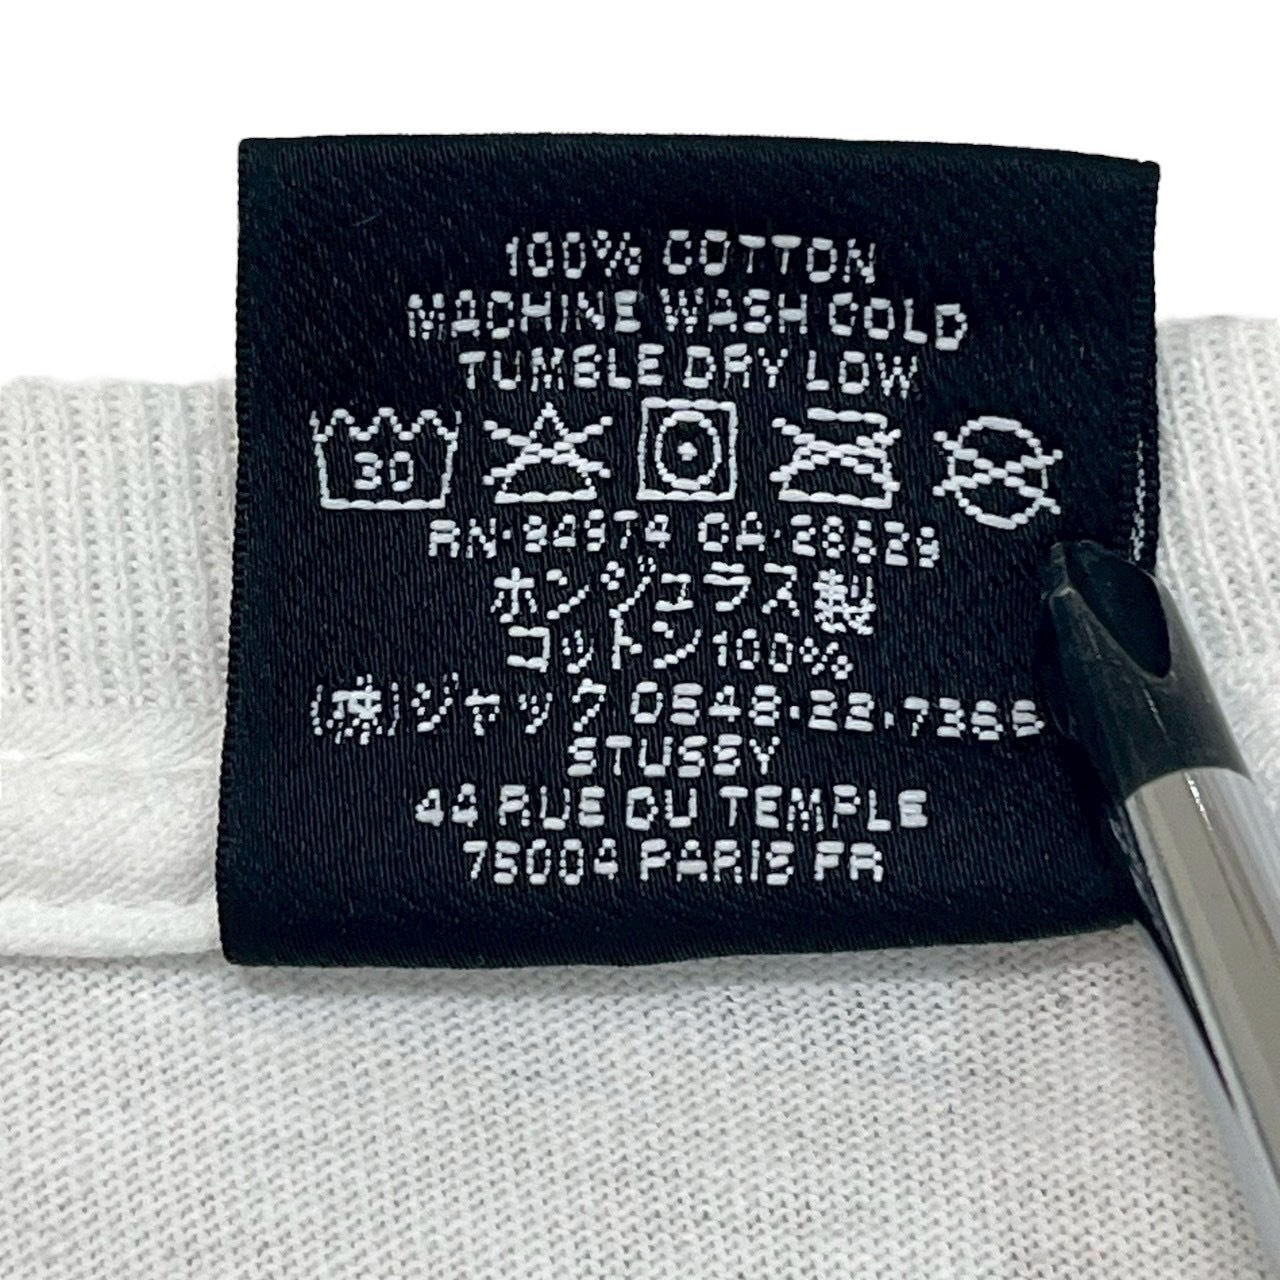 100% COTTON
MACHINE WASH COLD
TUMBLE DRY LOW
30
RN·94974 CA·28629
ホンジュラス製
コットン100%
(株)ジャック 0548-22-7366
STUSSY
44 RUE DU TEMPLE
75004 PARIS FR